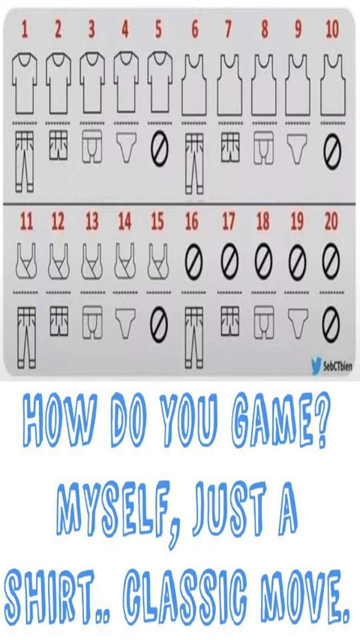 1 2 3 4 5 6 7 8 9 10
11 12 13 14 15 16 17 18 19 20
SebCTbien
HOW DO YOU GAME?
MYSELF, JUST A
SHIRT.. CLASSIC MOVE.